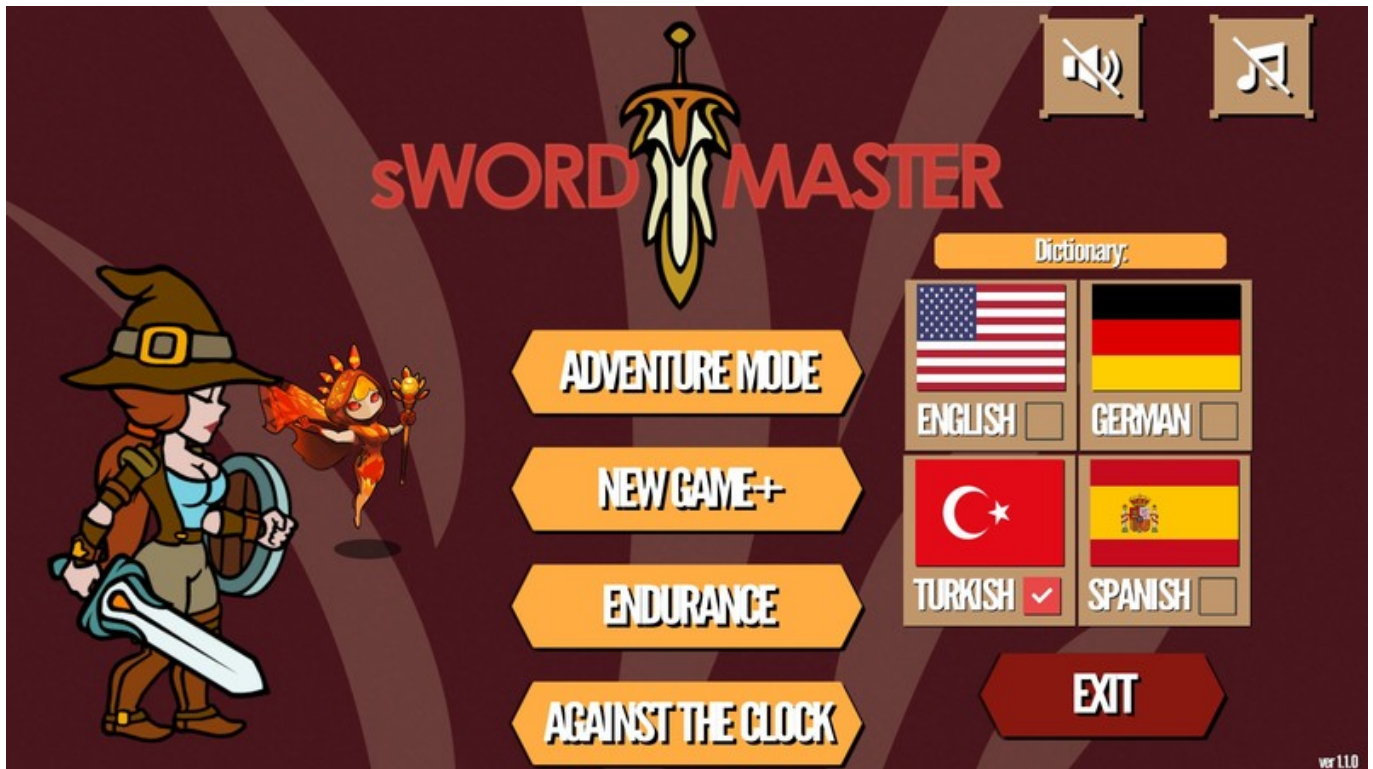 sWORD MASTER
Dictionary:
ADVENTURE MODE
ENGLISH GERMAN
NEW GAME+
TURKISH SPANISH
ENDURANCE
EXIT
AGAINST THE CLOCK
ver 1.1.0